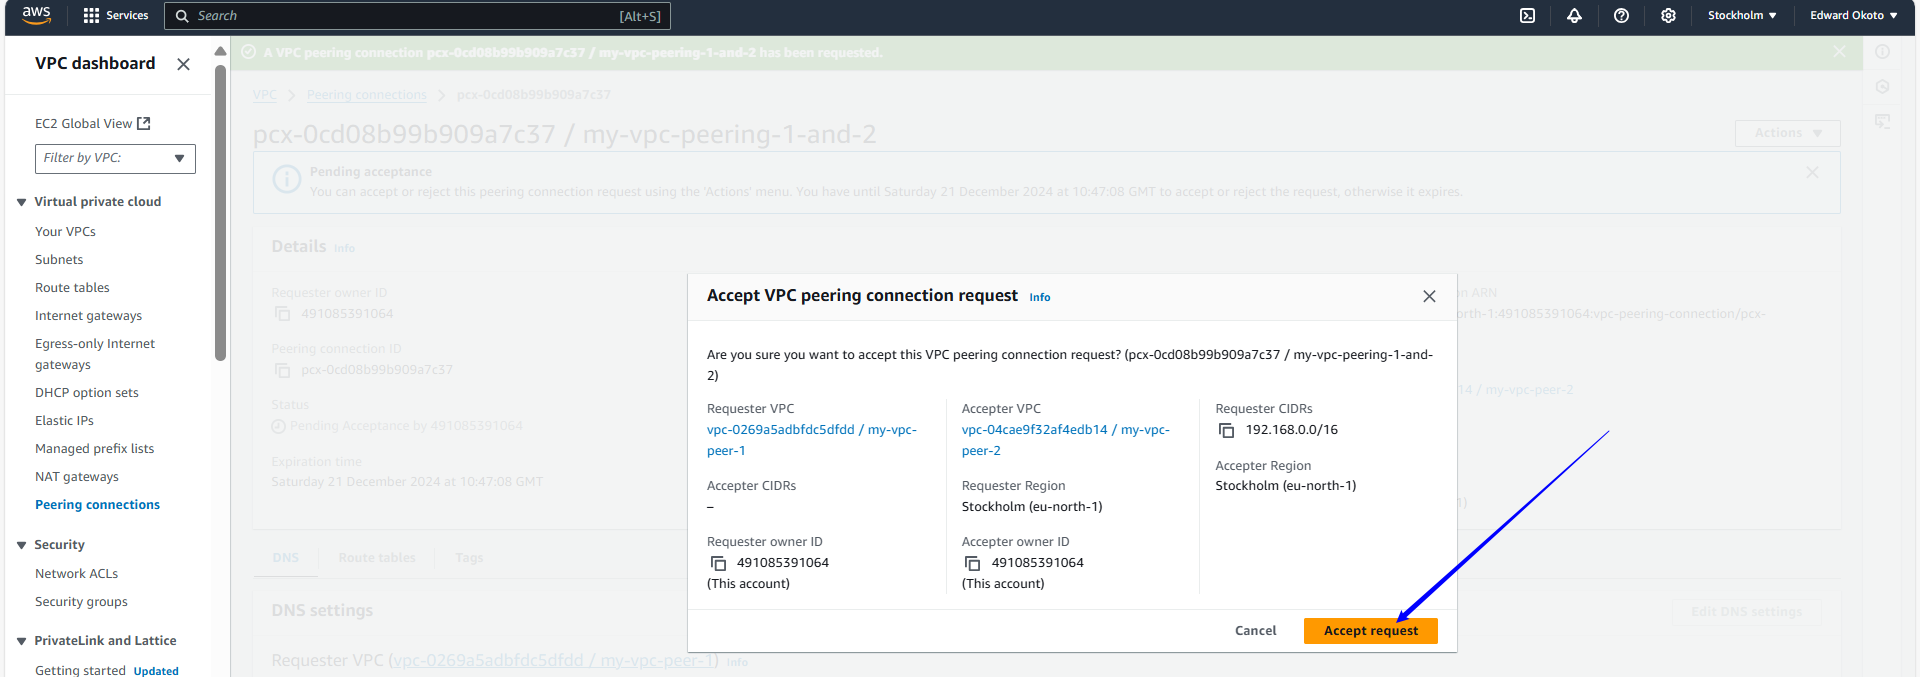 aws
Services
Search
[Alt+S]
Stockholm
Edward Okoto
VPC dashboard
EC2 Global View
Filter by VPC:
Virtual private cloud
Your VPCs
Subnets
Route tables
Internet gateways
Egress-only Internet
gateways
DHCP option sets
Elastic IPs
Managed prefix lists
NAT gateways
Peering connections
Security
Network ACLs
Security groups
PrivateLink and Lattice
Getting started Updated
A VPC peering connection pcx-0cd08b99b909a7c37 / my-vpc-peering-1-and-2 has been requested.
VPC
Peering connections
pcx-0cd08b99b909a7c37
pcx-0cd08b99b909a7c37 / my-vpc-peering-1-and-2
Actions
Pending acceptance
You can accept or reject this peering connection request using the 'Actions' menu. You have until Saturday 21 December 2024 at 10:47:08 GMT to accept or reject the request, otherwise it expires.
Details Info
Requester owner ID
491085391064
Peering connection ID
pcx-0cd08b99b909a7c37
Status
Pending Acceptance by 491085391064
Expiration time
Saturday 21 December 2024 at 10:47:08 GMT
n ARN
orth-1:491085391064:vpc-peering-connection/pcx-
14 / my-vpc-peer-2
1)
DNS
Route tables
Tags
DNS settings
Edit DNS settings
Requester VPC (vpc-0269a5adbfdc5dfdd / my-vpc-peer-1) Info
Accept VPC peering connection request Info
Are you sure you want to accept this VPC peering connection request? (pcx-0cd08b99b909a7c37 / my-vpc-peering-1-and-
2)
Requester VPC
vpc-0269a5adbfdc5dfdd / my-vpc-
peer-1
Accepter CIDRs
–
Requester owner ID
491085391064
(This account)
Accepter VPC
vpc-04cae9f32af4edb14 / my-vpc-
peer-2
Requester Region
Stockholm (eu-north-1)
Accepter owner ID
491085391064
(This account)
Requester CIDRs
192.168.0.0/16
Accepter Region
Stockholm (eu-north-1)
Cancel
Accept request